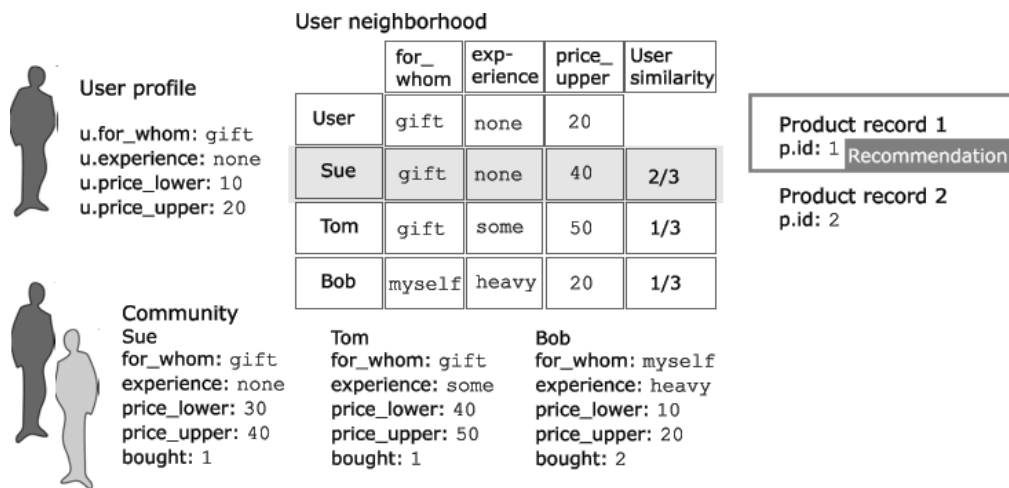 User neighborhood
for_ whom exp- erience price_ upper User similarity
User gift none 20
Sue gift none 40 2/3
Tom gift some 50 1/3
Bob myself heavy 20 1/3
User profile
u.for_whom: gift
u.experience: none
u.price_lower: 10
u.price_upper: 20
Product record 1
p.id: 1
Recommendation
Product record 2
p.id: 2
Community
Sue
for_whom: gift
experience: none
price_lower: 30
price_upper: 40
bought: 1
Tom
for_whom: gift
experience: some
price_lower: 40
price_upper: 50
bought: 1
Bob
for_whom: myself
experience: heavy
price_lower: 10
price_upper: 20
bought: 2